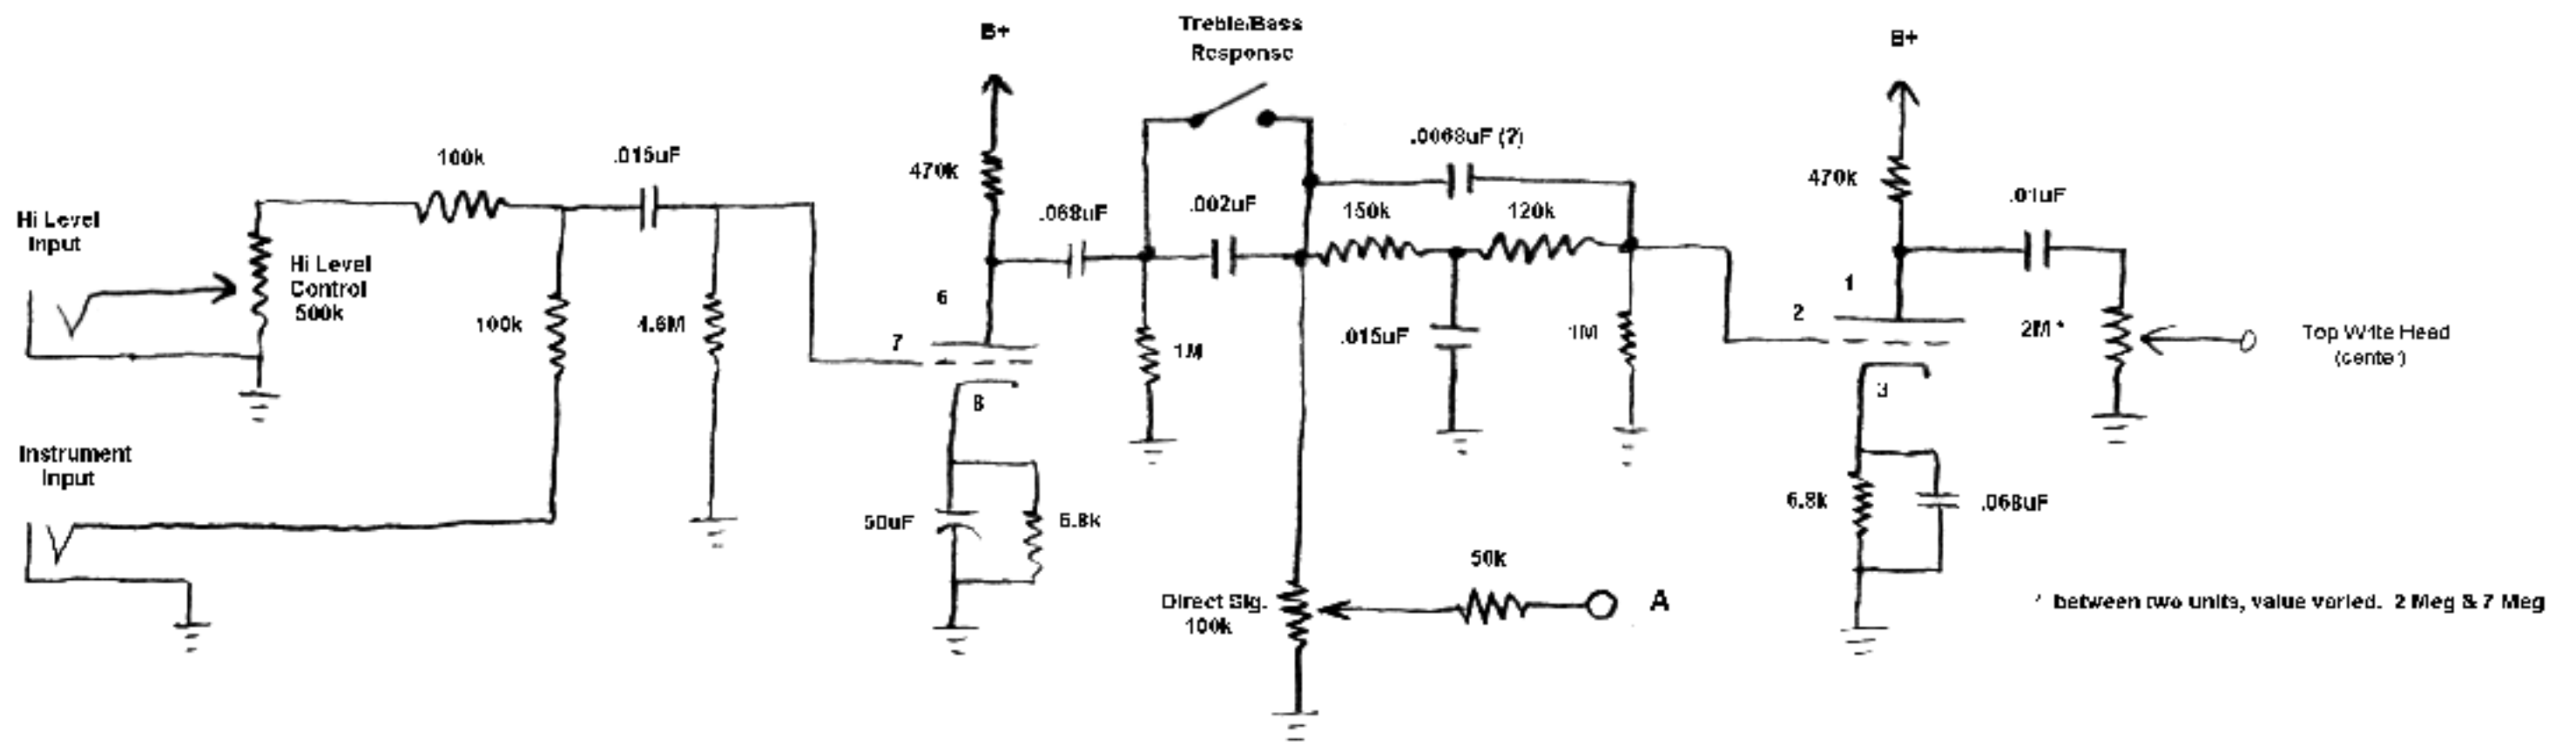 Hi Level
Input
Hi Level
Control
500k
100k
.015uF
100k
4.6M
Instrument
Input
B+
470k
6
7
8
50uF
6.8k
.068uF
Treble/Bass
Response
.002uF
1M
.0068uF (?)
150k
120k
.015uF
1M
Direct Sig.
100k
50k
A
B+
470k
1
2
3
6.8k
.068uF
.01uF
2M *
Top Write Head
(center)
* between two units, value varied. 2 Meg & 7 Meg